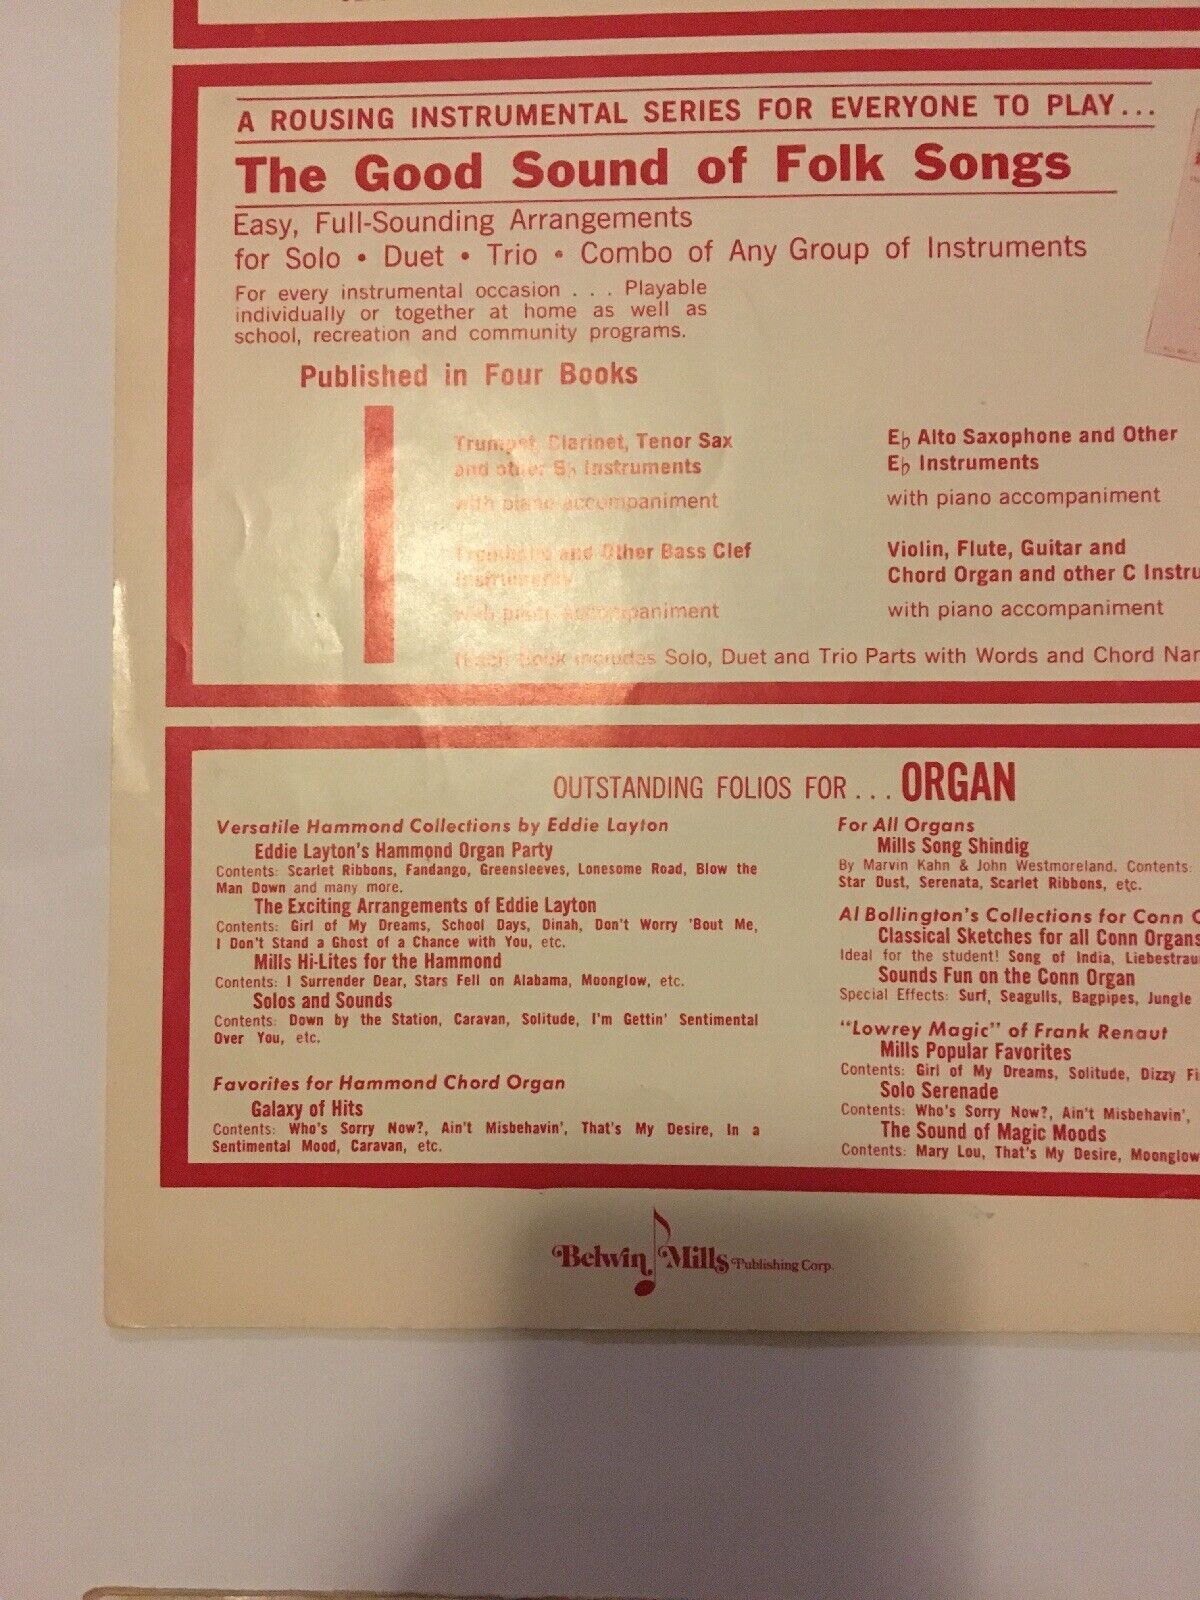 A ROUSING INSTRUMENTAL SERIES FOR EVERYONE TO PLAY...
The Good Sound of Folk Songs
Easy, Full-Sounding Arrangements
for Solo • Duet • Trio • Combo of Any Group of Instruments
For every instrumental occasion . . . Playable
individually or together at home as well as
school, recreation and community programs.
Published in Four Books
Trumpet, Clarinet, Tenor Sax
and other B♭ Instruments
with piano accompaniment
Trombone and Other Bass Clef
Instruments
with piano accompaniment
E♭ Alto Saxophone and Other
E♭ Instruments
with piano accompaniment
Violin, Flute, Guitar and
Chord Organ and other C Instru
with piano accompaniment
(Each book includes Solo, Duet and Trio Parts with Words and Chord Nam
OUTSTANDING FOLIOS FOR... ORGAN
Versatile Hammond Collections by Eddie Layton
Eddie Layton's Hammond Organ Party
Contents: Scarlet Ribbons, Fandango, Greensleeves, Lonesome Road, Blow the
Man Down and many more.
The Exciting Arrangements of Eddie Layton
Contents: Girl of My Dreams, School Days, Dinah, Don't Worry 'Bout Me,
I Don't Stand a Ghost of a Chance with You, etc.
Mills Hi-Lites for the Hammond
Contents: I Surrender Dear, Stars Fell on Alabama, Moonglow, etc.
Solos and Sounds
Contents: Down by the Station, Caravan, Solitude, I'm Gettin' Sentimental
Over You, etc.
Favorites for Hammond Chord Organ
Galaxy of Hits
Contents: Who's Sorry Now?, Ain't Misbehavin', That's My Desire, In a
Sentimental Mood, Caravan, etc.
For All Organs
Mills Song Shindig
By Marvin Kahn & John Westmoreland. Contents:
Star Dust, Serenata, Scarlet Ribbons, etc.
Al Bollington's Collections for Conn O
Classical Sketches for all Conn Organs
Ideal for the student! Song of India, Liebestrau
Sounds Fun on the Conn Organ
Special Effects: Surf, Seagulls, Bagpipes, Jungle
"Lowrey Magic" of Frank Renaut
Mills Popular Favorites
Contents: Girl of My Dreams, Solitude, Dizzy Fi
Solo Serenade
Contents: Who's Sorry Now?, Ain't Misbehavin',
The Sound of Magic Moods
Contents: Mary Lou, That's My Desire, Moonglow
Belwin Mills Publishing Corp.